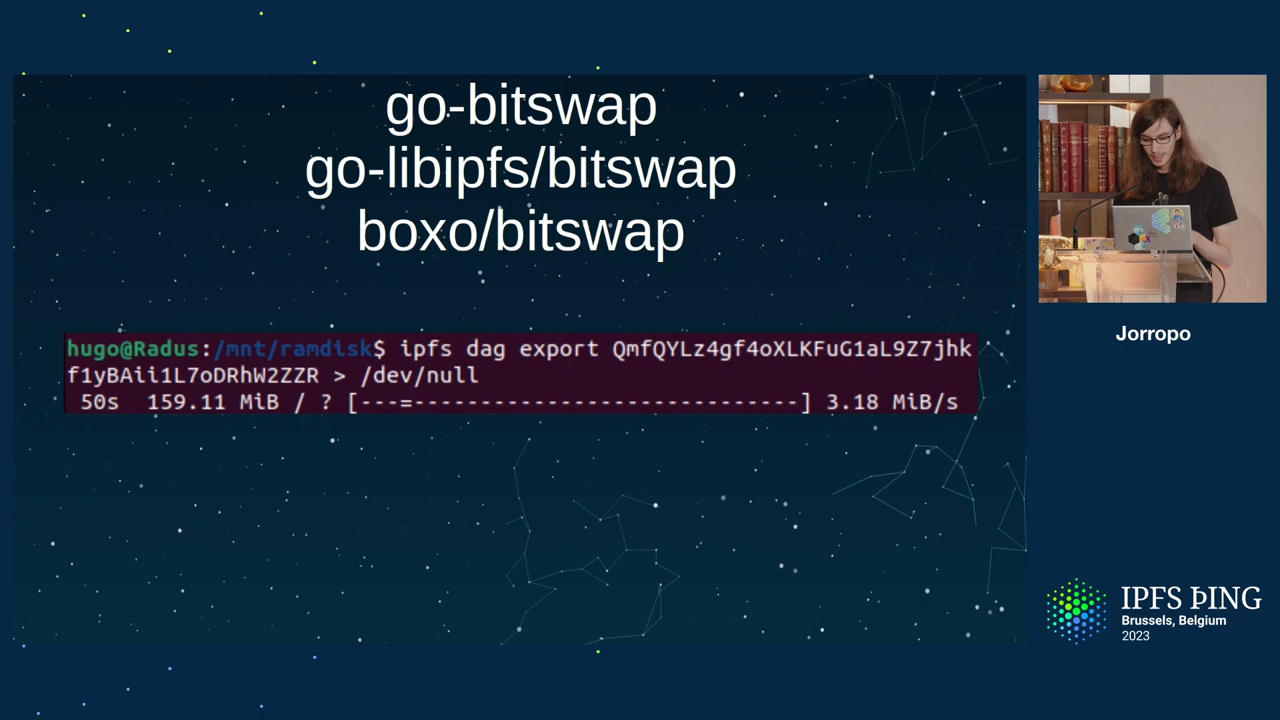 go-bitswap
go-libipfs/bitswap
boxo/bitswap
hugo@Radus:/mnt/ramdisk$ ipfs dag export QmfQYLz4gf4oXLKFuG1aL9Z7jhk
f1yBAii1L7oDRhW2ZZR > /dev/null
50s 159.11 MiB / ? [---=-----------------------------] 3.18 MiB/s
Jorropo
IPFS ÞING
Brussels, Belgium
2023